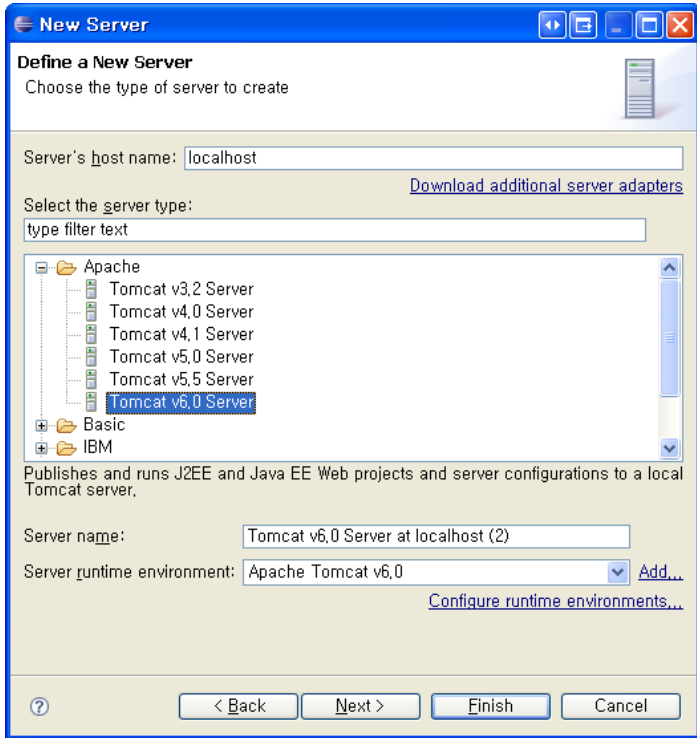 New Server
Define a New Server
Choose the type of server to create
Server's host name: localhost
Download additional server adapters
Select the server type:
type filter text
Apache
Tomcat v3,2 Server
Tomcat v4,0 Server
Tomcat v4,1 Server
Tomcat v5,0 Server
Tomcat v5,5 Server
Tomcat v6,0 Server
Basic
IBM
Publishes and runs J2EE and Java EE Web projects and server configurations to a local
Tomcat server,
Server name: Tomcat v6,0 Server at localhost (2)
Server runtime environment: Apache Tomcat v6,0 Add,,,
Configure runtime environments,,,
? < Back Next > Finish Cancel